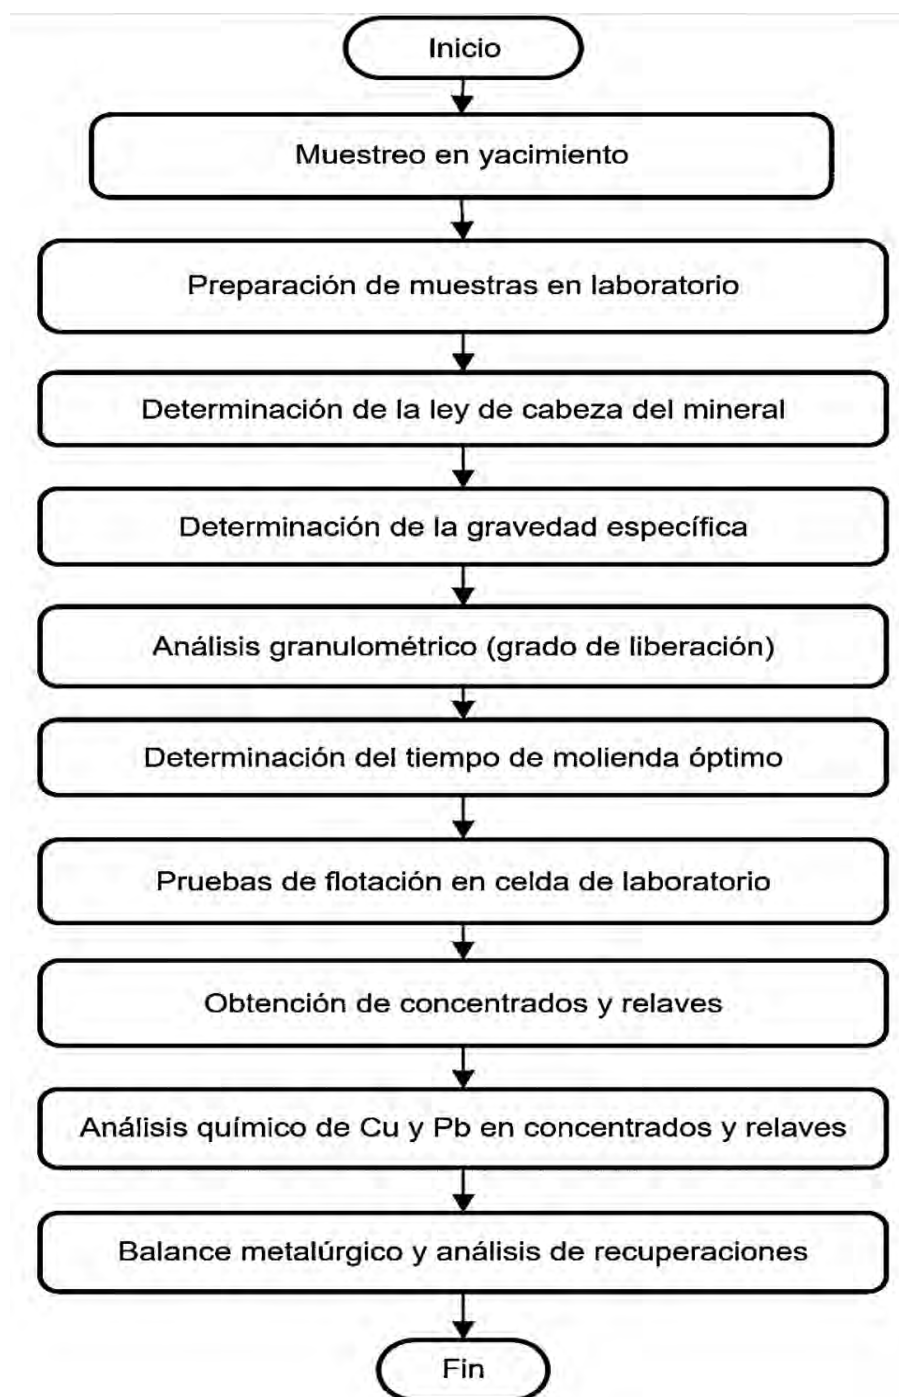 Inicio
Muestreo en yacimiento
Preparación de muestras en laboratorio
Determinación de la ley de cabeza del mineral
Determinación de la gravedad específica
Análisis granulométrico (grado de liberación)
Determinación del tiempo de molienda óptimo
Pruebas de flotación en celda de laboratorio
Obtención de concentrados y relaves
Análisis químico de Cu y Pb en concentrados y relaves
Balance metalúrgico y análisis de recuperaciones
Fin